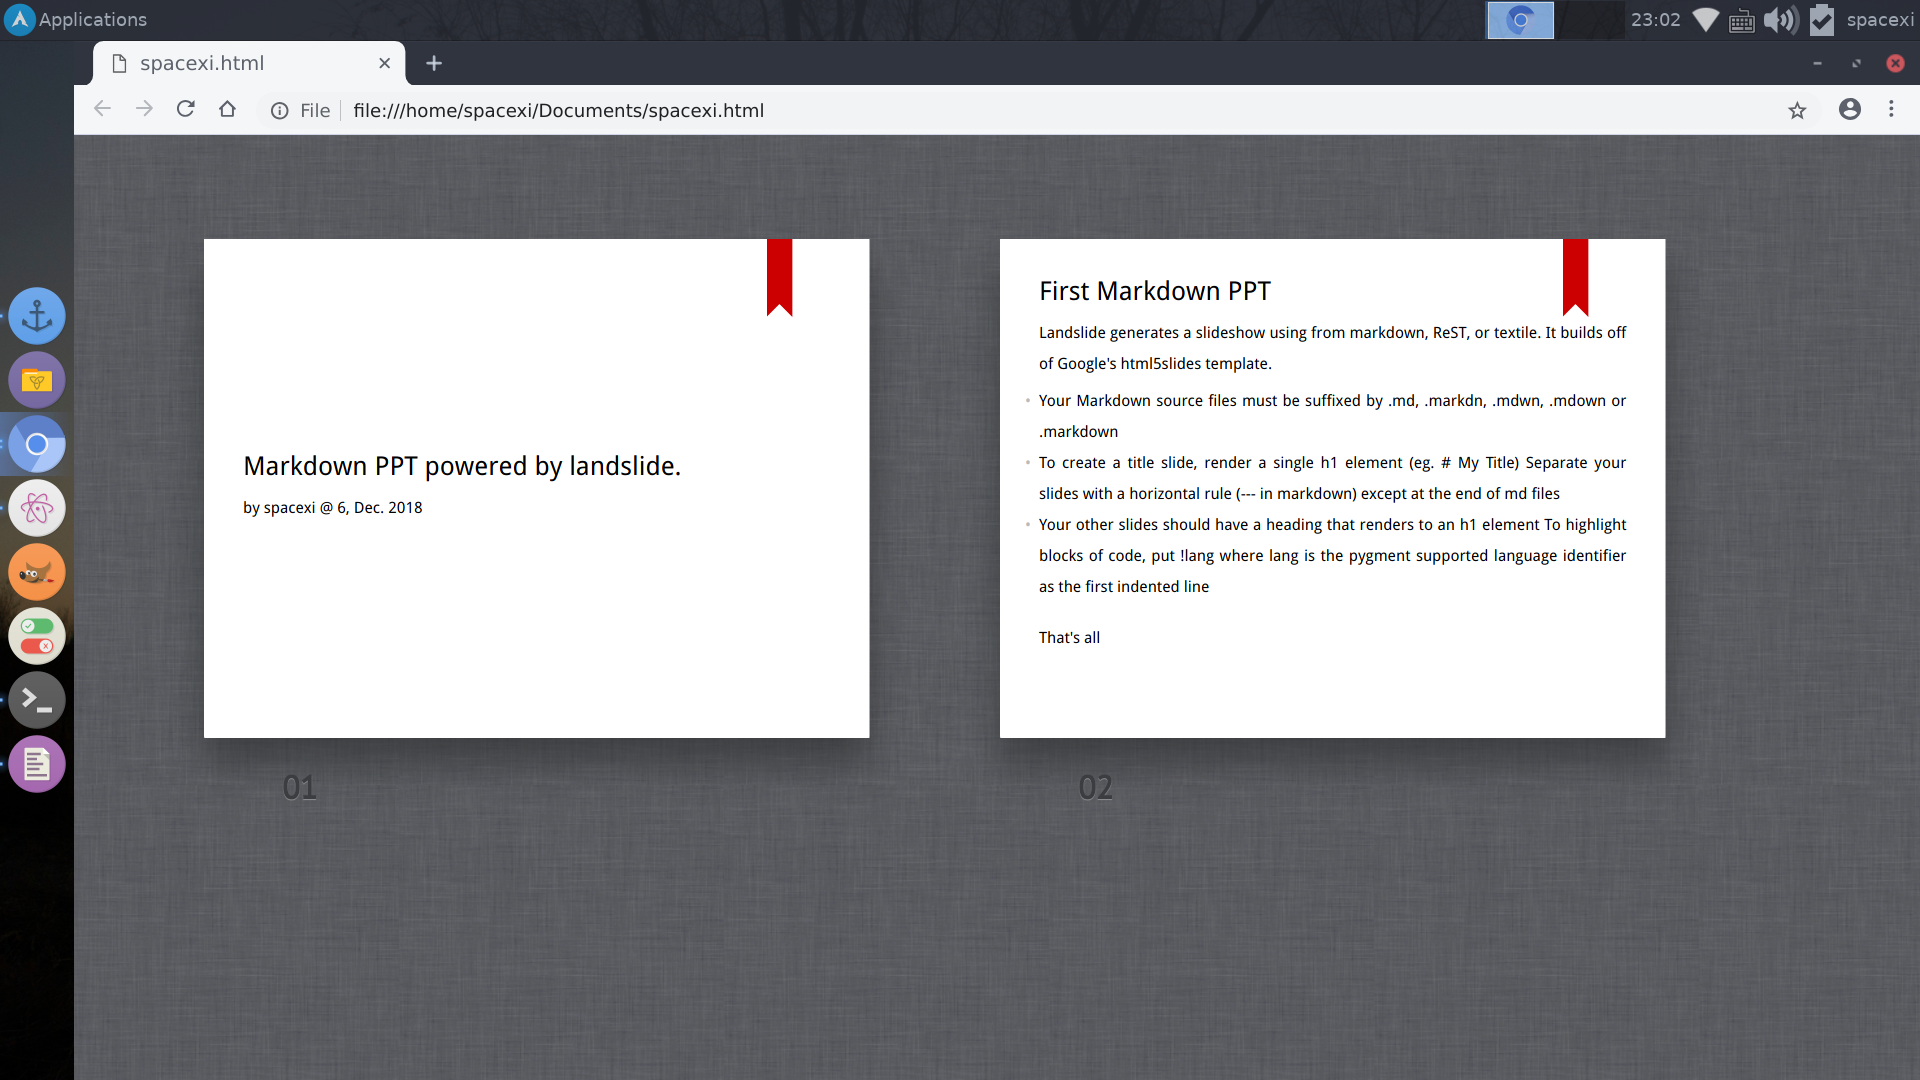 Applications
23:02
spacexi
spacexi.html
File
file:///home/spacexi/Documents/spacexi.html
Markdown PPT powered by landslide.
by spacexi @ 6, Dec. 2018
01
First Markdown PPT
Landslide generates a slideshow using from markdown, ReST, or textile. It builds off
of Google's html5slides template.
• Your Markdown source files must be suffixed by .md, .markdn, .mdwn, .mdown or
.markdown
• To create a title slide, render a single h1 element (eg. # My Title) Separate your
slides with a horizontal rule (--- in markdown) except at the end of md files
• Your other slides should have a heading that renders to an h1 element To highlight
blocks of code, put !lang where lang is the pygment supported language identifier
as the first indented line
That's all
02